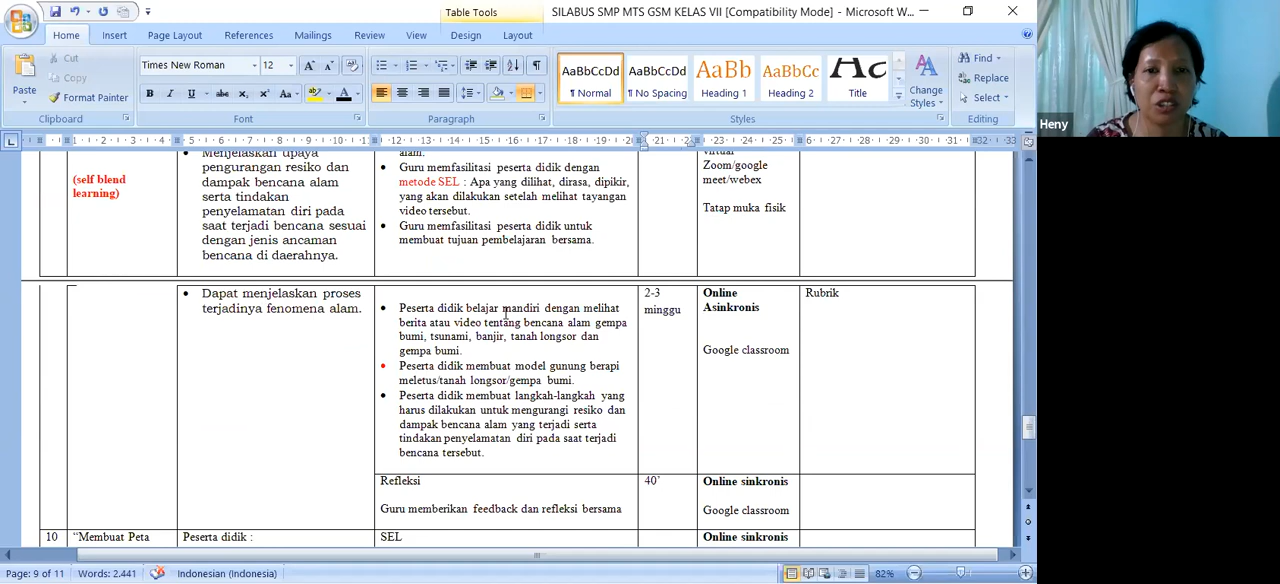 Table Tools
SILABUS SMP MTS GSM KELAS VII [Compatibility Mode] - Microsoft W...
Home Insert Page Layout References Mailings Review View Design Layout
Paste
Cut
Copy
Format Painter
Clipboard
Times New Roman 12
Font
Paragraph
AaBbCcDd
¶ Normal
AaBbCcDd
¶ No Spacing
AaBb
Heading 1
AaBbCc
Heading 2
Title
Styles
Change
Styles
Find
Replace
Select
Editing
Heny
(self blend
learning)
Menjelaskan upaya
pengurangan resiko dan
dampak bencana alam
serta tindakan
penyelamatan diri pada
saat terjadi bencana sesuai
dengan jenis ancaman
bencana di daerahnya.
alam.
Guru memfasilitasi peserta didik dengan
metode SEL : Apa yang dilihat, dirasa, dipikir,
yang akan dilakukan setelah melihat tayangan
video tersebut.
Guru memfasilitasi peserta didik untuk
membuat tujuan pembelajaran bersama.
virtual
Zoom/google
meet/webex
Tatap muka fisik
Dapat menjelaskan proses
terjadinya fenomena alam.
Peserta didik belajar mandiri dengan melihat
berita atau video tentang bencana alam gempa
bumi, tsunami, banjir, tanah longsor dan
gempa bumi.
Peserta didik membuat model gunung berapi
meletus/tanah longsor/gempa bumi.
Peserta didik membuat langkah-langkah yang
harus dilakukan untuk mengurangi resiko dan
dampak bencana alam yang terjadi serta
tindakan penyelamatan diri pada saat terjadi
bencana tersebut.
2-3
minggu
Online
Asinkronis
Google classroom
Rubrik
Refleksi
Guru memberikan feedback dan refleksi bersama
40’
Online sinkronis
Google classroom
10 “Membuat Peta Peserta didik : SEL Online sinkronis
Page: 9 of 11 Words: 2.441 Indonesian (Indonesia) 82%